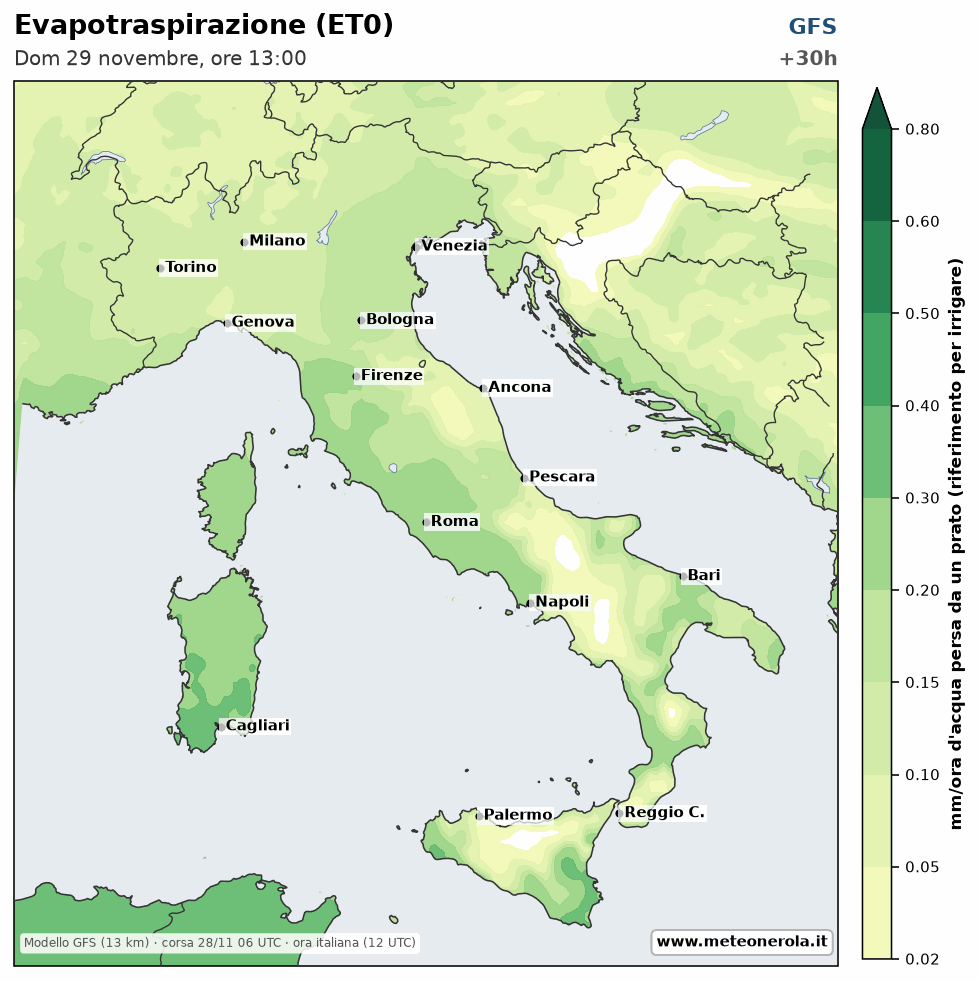 Evapotraspirazione (ET0)
GFS
Dom 29 novembre, ore 13:00
+30h
Milano
Venezia
Torino
Genova
Bologna
Firenze
Ancona
Pescara
Roma
Bari
Napoli
Cagliari
Palermo
Reggio C.
0.80
0.60
0.50
0.40
0.30
0.20
0.15
0.10
0.05
0.02
mm/ora d'acqua persa da un prato (riferimento per irrigare)
Modello GFS (13 km) · corsa 28/11 06 UTC · ora italiana (12 UTC)
www.meteonerola.it